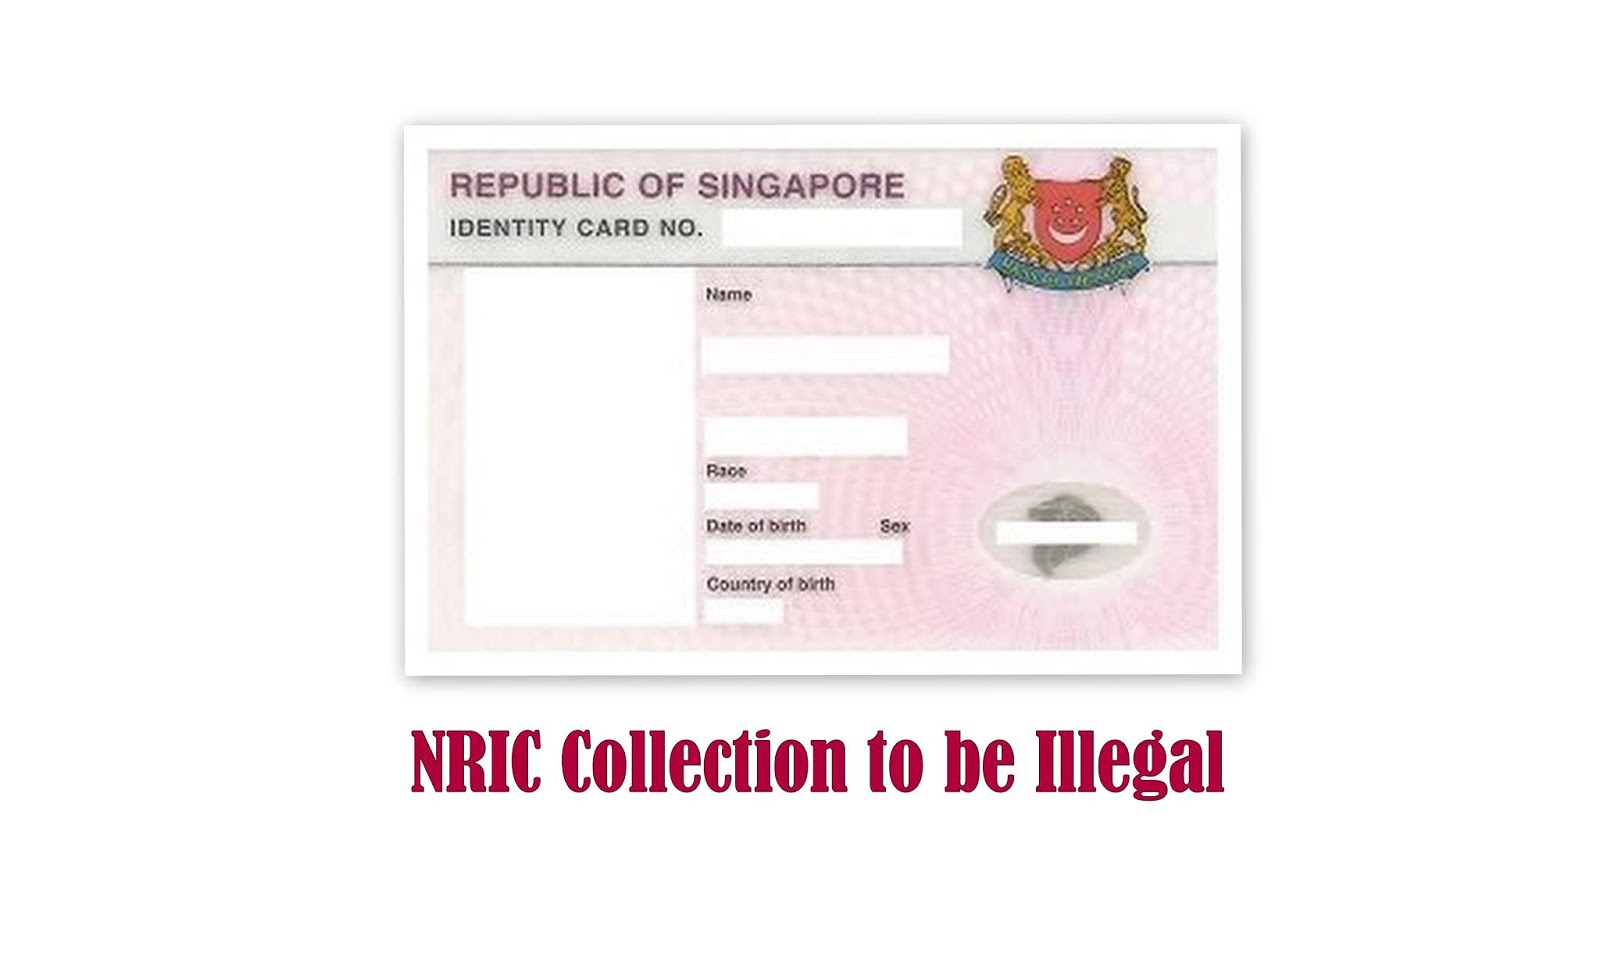 REPUBLIC OF SINGAPORE
IDENTITY CARD NO.
Name
Race
Date of birth Sex
Country of birth
NRIC Collection to be Illegal